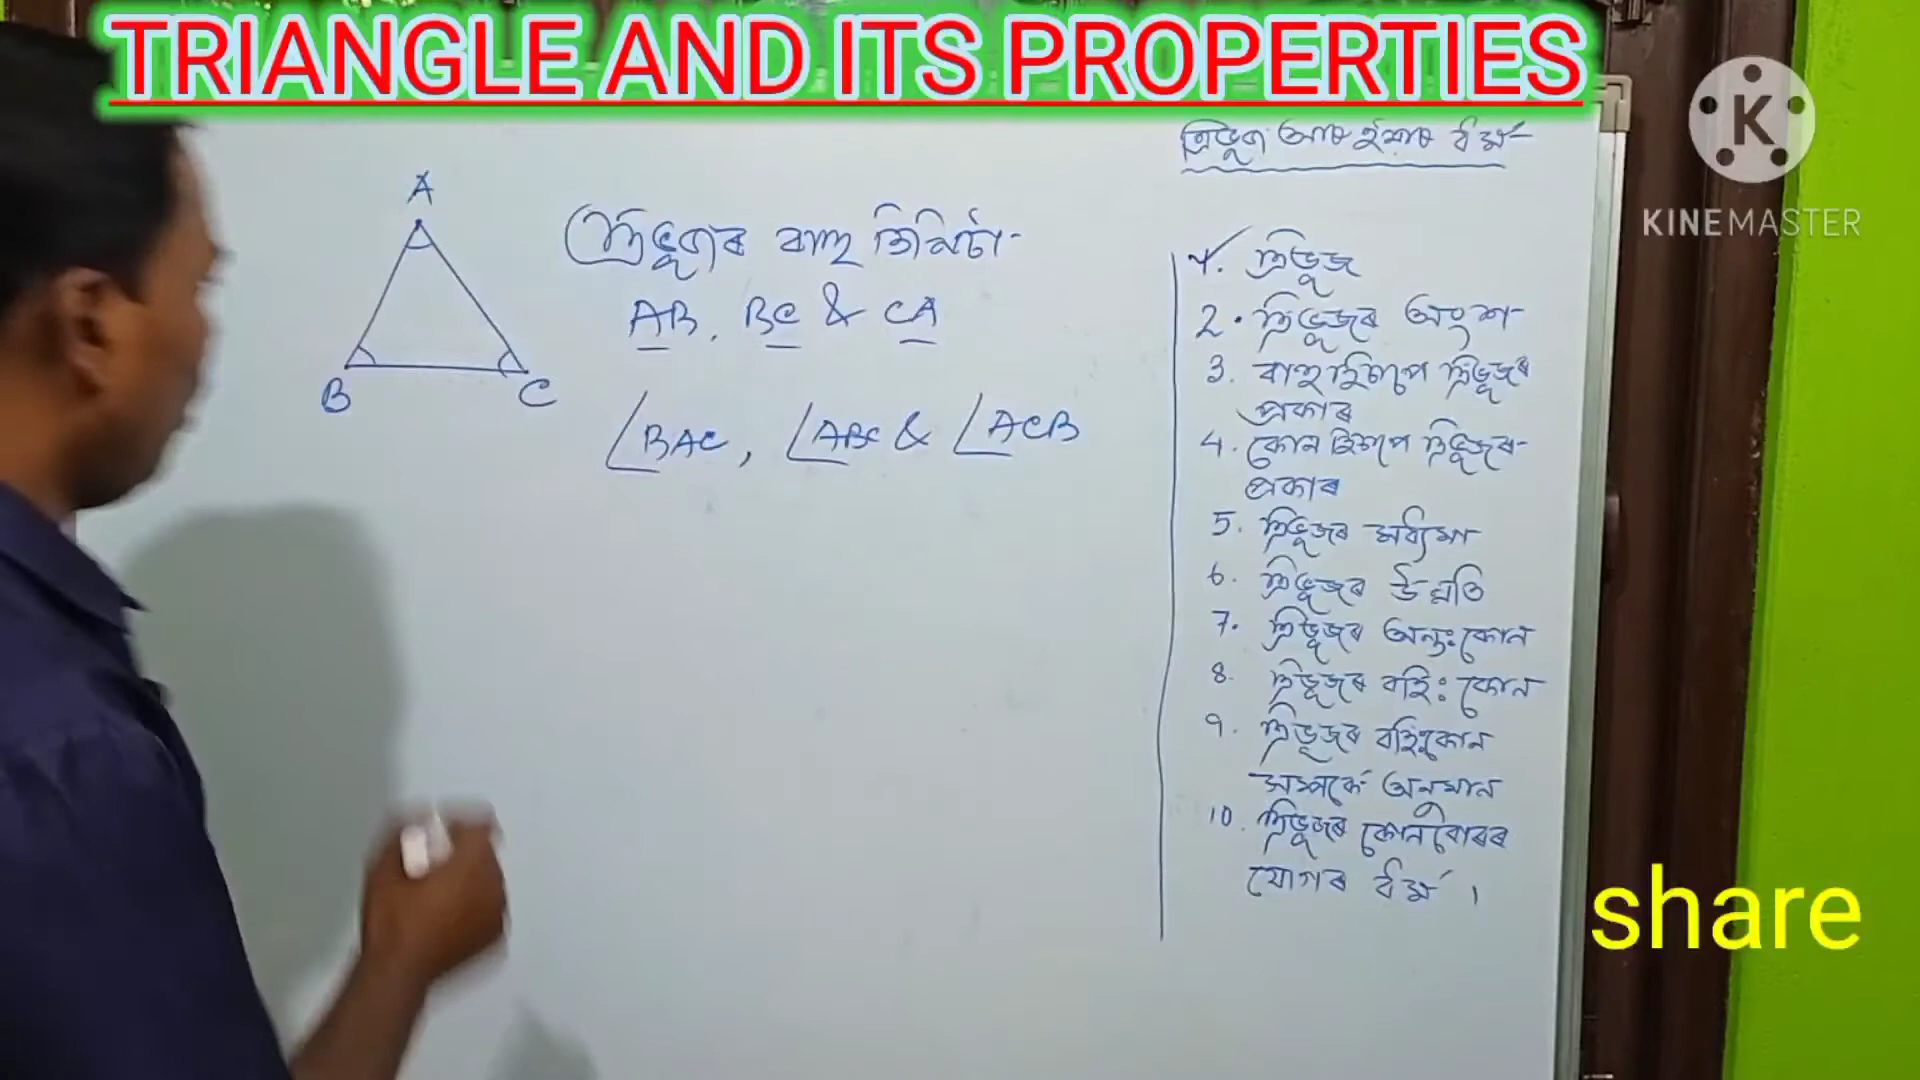 TRIANGLE AND ITS PROPERTIES
K
KINEMASTER
ত্ৰিভূজ আৰু ইয়াৰ ধৰ্ম
A
B
C
ত্ৰিভূজৰ বাহু তিনিটা-
AB, BC & CA
∠BAC, ∠ABC & ∠ACB
1. ত্ৰিভূজ
2. ত্ৰিভূজৰ অংশ
3. বাহু হিচাপে ত্ৰিভূজৰ
প্ৰকাৰ
4. কোন হিচাপে ত্ৰিভূজৰ
প্ৰকাৰ
5. ত্ৰিভূজৰ মধ্যমা
6. ত্ৰিভূজৰ উন্নতি
7. ত্ৰিভূজৰ অন্তঃকোন
8. ত্ৰিভূজৰ বহিঃকোন
9. ত্ৰিভূজৰ বহিঃকোন
সম্পৰ্কে অনুমান
10. ত্ৰিভূজৰ কোনবোৰৰ
যোগৰ ধৰ্ম ।
share